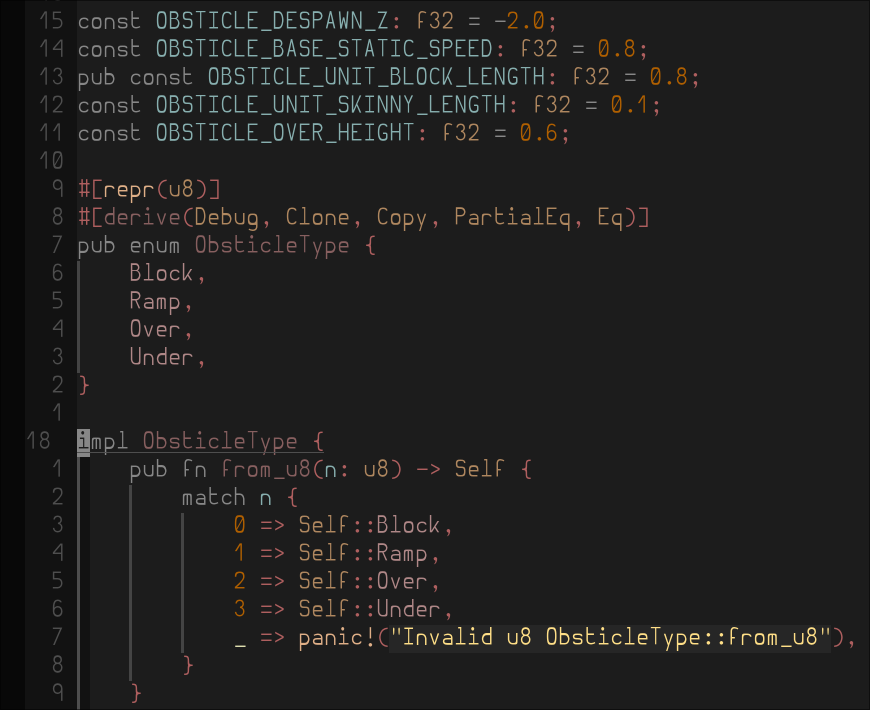 15 const OBSTICLE_DESPAWN_Z: f32 = -2.0;
14 const OBSTICLE_BASE_STATIC_SPEED: f32 = 0.8;
13 pub const OBSTICLE_UNIT_BLOCK_LENGTH: f32 = 0.8;
12 const OBSTICLE_UNIT_SKINNY_LENGTH: f32 = 0.1;
11 const OBSTICLE_OVER_HEIGHT: f32 = 0.6;
10
9 #[repr(u8)]
8 #[derive(Debug, Clone, Copy, PartialEq, Eq)]
7 pub enum ObsticleType {
6     Block,
5     Ramp,
4     Over,
3     Under,
2 }
1
18 impl ObsticleType {
1     pub fn from_u8(n: u8) -> Self {
2         match n {
3             0 => Self::Block,
4             1 => Self::Ramp,
5             2 => Self::Over,
6             3 => Self::Under,
7             _ => panic!("Invalid u8 ObsticleType::from_u8"),
8         }
9     }